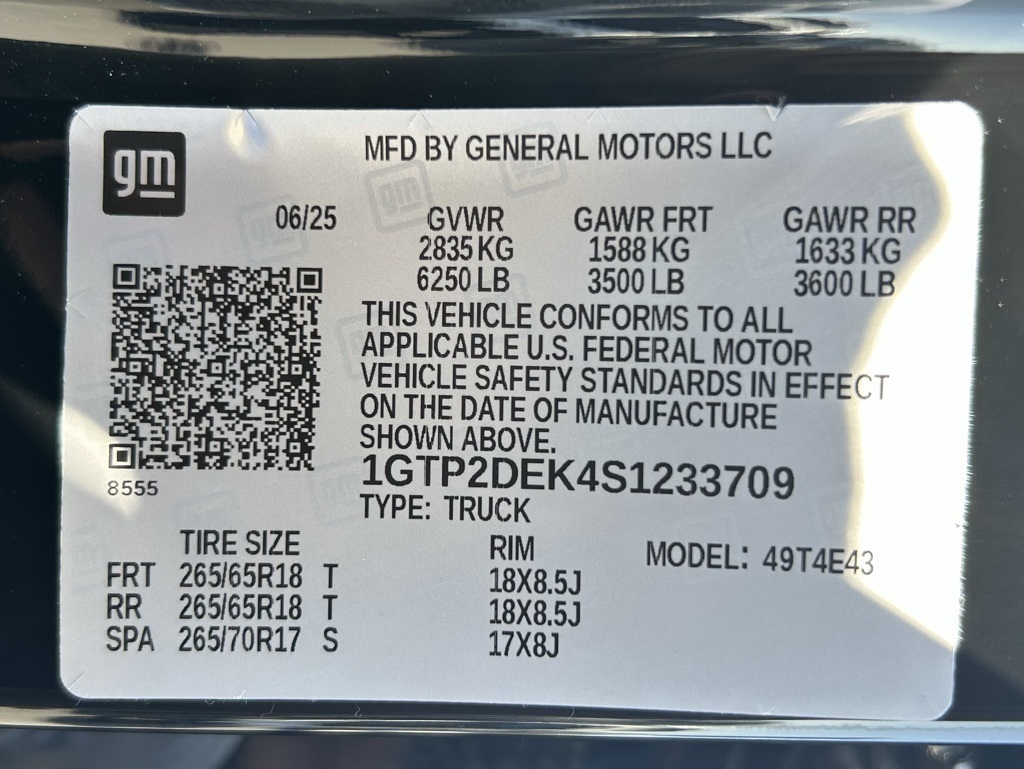 gm
MFD BY GENERAL MOTORS LLC
06/25
GVWR GAWR FRT GAWR RR
2835 KG 1588 KG 1633 KG
6250 LB 3500 LB 3600 LB
THIS VEHICLE CONFORMS TO ALL
APPLICABLE U.S. FEDERAL MOTOR
VEHICLE SAFETY STANDARDS IN EFFECT
ON THE DATE OF MANUFACTURE
SHOWN ABOVE.
8555
1GTP2DEK4S1233709
TYPE: TRUCK
TIRE SIZE RIM MODEL: 49T4E43
FRT 265/65R18 T 18X8.5J
RR 265/65R18 T 18X8.5J
SPA 265/70R17 S 17X8J